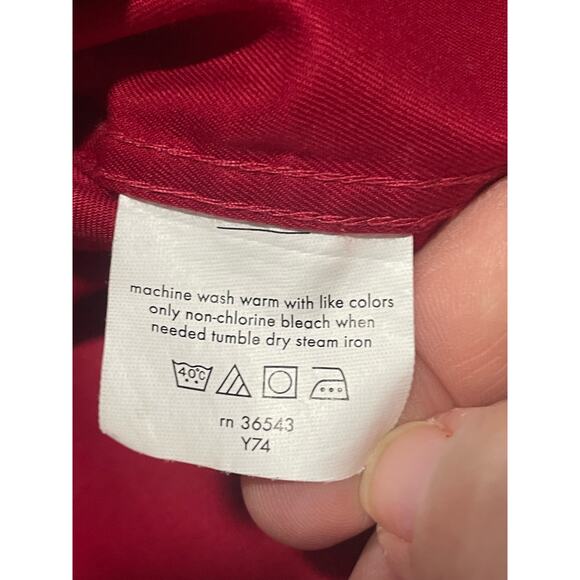 machine wash warm with like colors
only non-chlorine bleach when
needed tumble dry steam iron
40°C
rn 36543
Y74